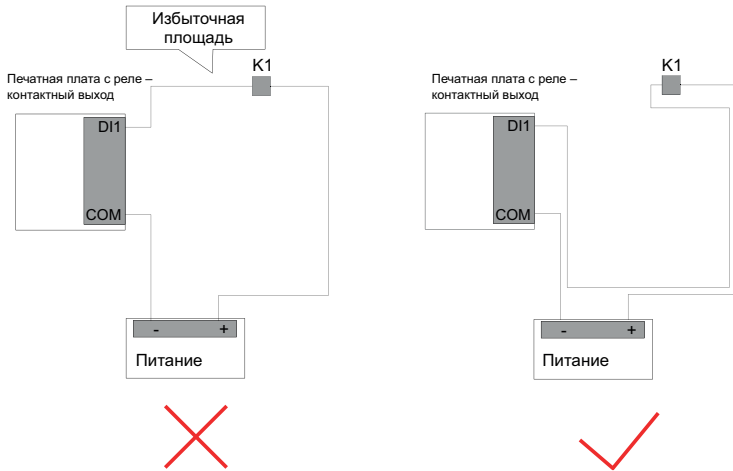 Избыточная
площадь
K1
Печатная плата с реле –
контактный выход
DI1
COM
- +
Питание
K1
Печатная плата с реле –
контактный выход
DI1
COM
- +
Питание